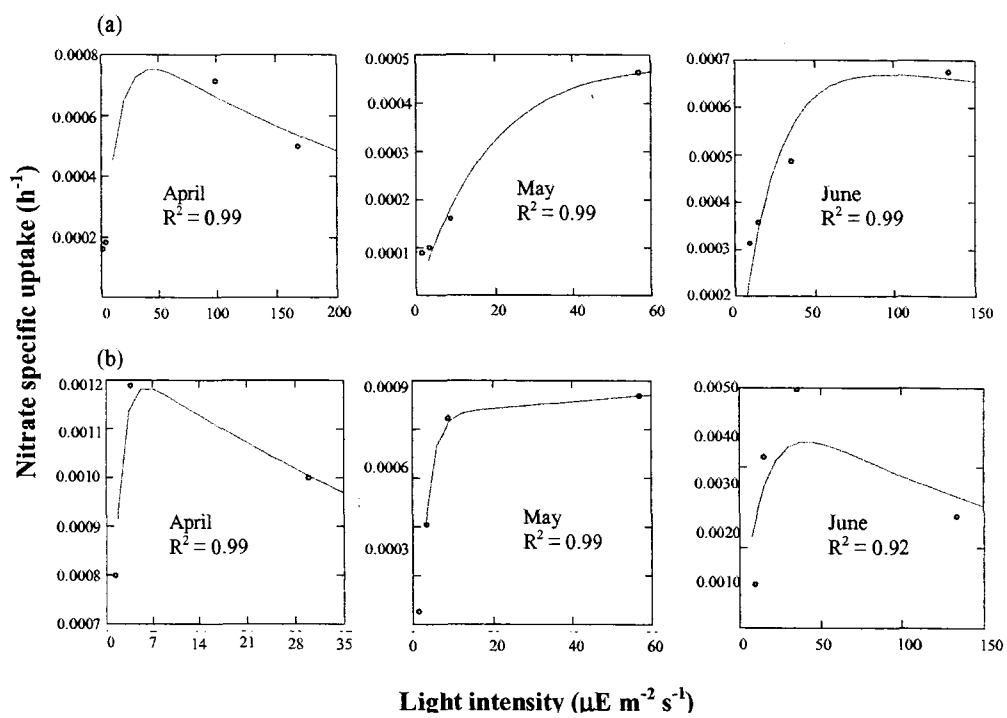 (a)
Nitrate specific uptake (h⁻¹)
0.0008
0.0006
0.0004
0.0002
0 50 100 150 200
April
R² = 0.99
0.0005
0.0004
0.0003
0.0002
0.0001
0 20 40 60
May
R² = 0.99
0.0007
0.0006
0.0005
0.0004
0.0003
0.0002
0 50 100 150
June
R² = 0.99
(b)
0.0012
0.0010
0.0009
0.0008
0.0007
0 7 14 21 28 35
April
R² = 0.99
0.0009
0.0006
0.0003
0 20 40 60
May
R² = 0.99
0.0050
0.0040
0.0030
0.0020
0.0010
0 50 100 150
June
R² = 0.92
Light intensity (µE m⁻² s⁻¹)